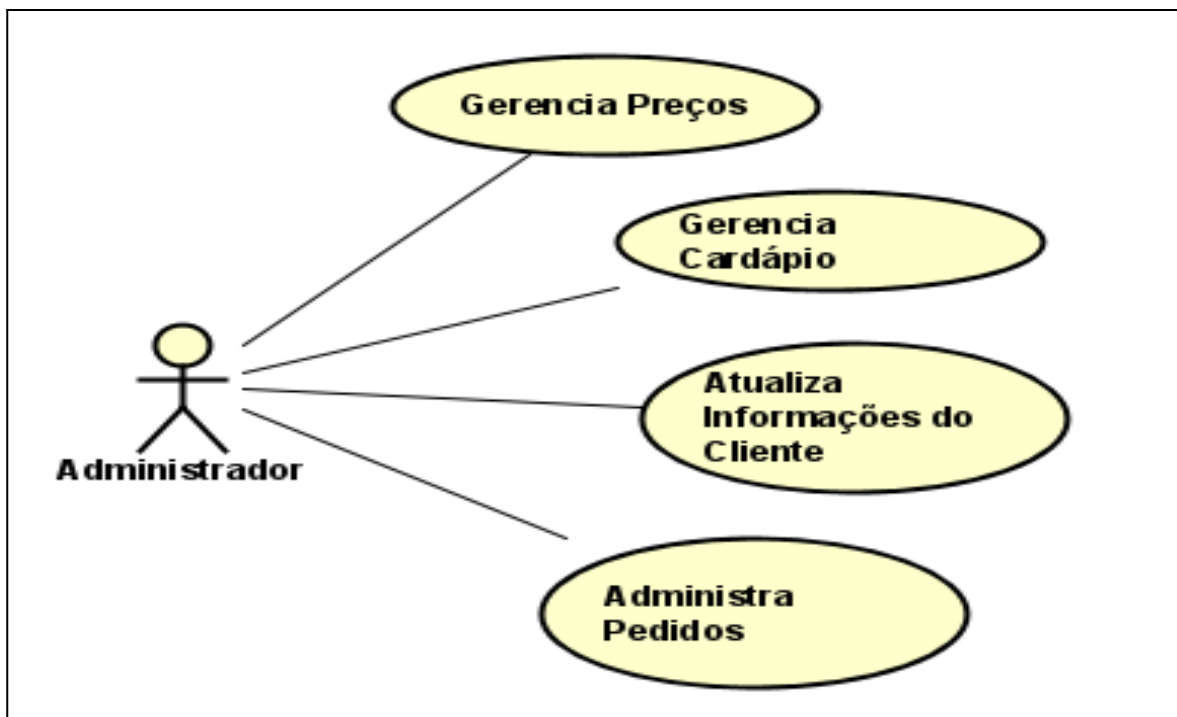 Gerencia Preços
Gerencia
Cardápio
Atualiza
Informações do
Cliente
Administrador
Administra
Pedidos